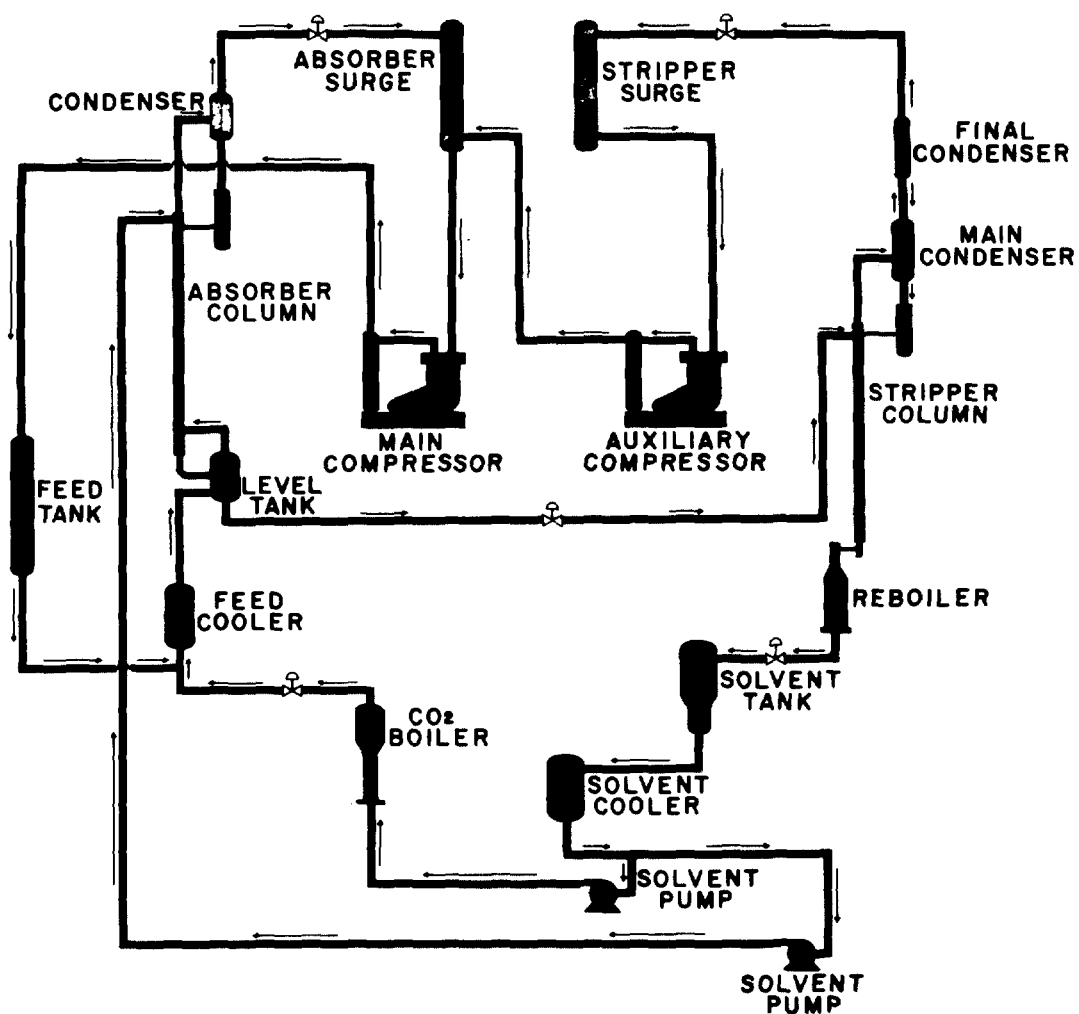 ABSORBER
SURGE
STRIPPER
SURGE
CONDENSER
FINAL
CONDENSER
MAIN
CONDENSER
ABSORBER
COLUMN
STRIPPER
COLUMN
MAIN
COMPRESSOR
AUXILIARY
COMPRESSOR
FEED
TANK
LEVEL
TANK
FEED
COOLER
REBOILER
SOLVENT
TANK
CO2
BOILER
SOLVENT
COOLER
SOLVENT
PUMP
SOLVENT
PUMP